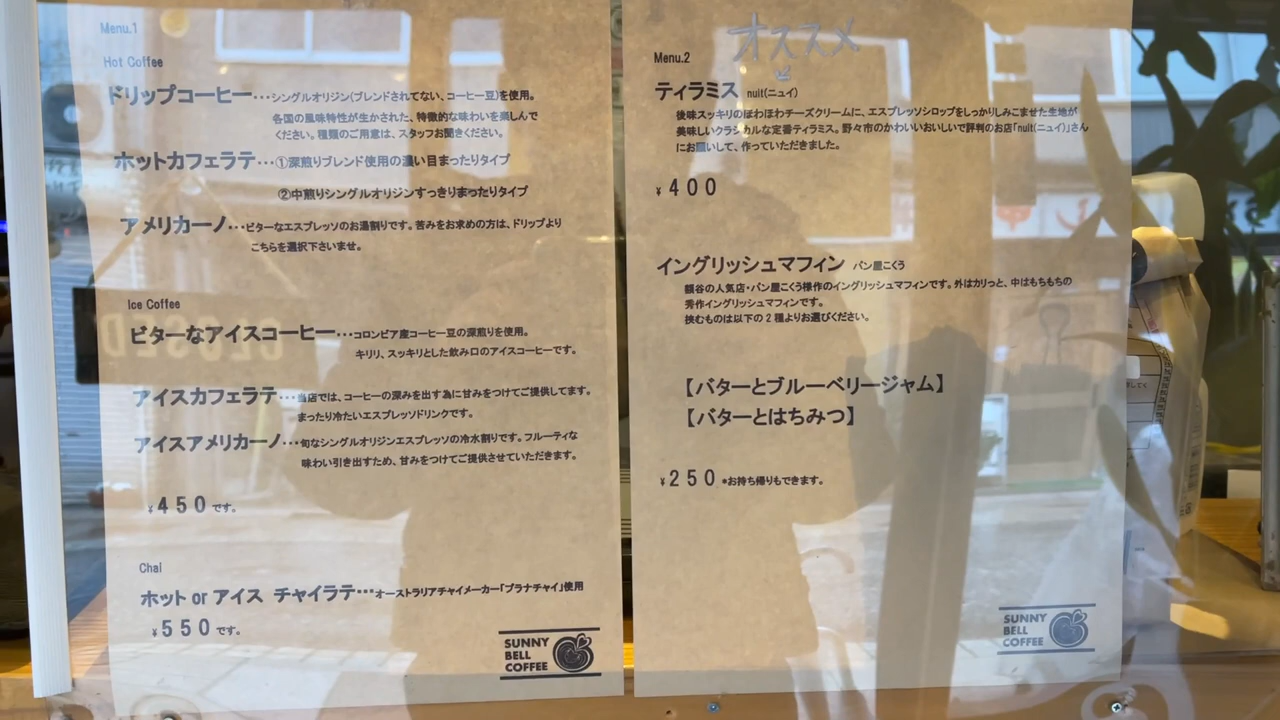 Menu.1
Hot Coffee
ドリップコーヒー…シングルオリジン(ブレンドされてない、コーヒー豆)を使用。
各国の風味特性が生かされた、特徴的な味わいを楽しんで
ください。種類のご用意は、スタッフお聞きください。
ホットカフェラテ…①深煎りブレンド使用の濃い目まったりタイプ
②中煎りシングルオリジンすっきりまったりタイプ
アメリカーノ…ビターなエスプレッソのお湯割りです。苦みをお求めの方は、ドリップより
こちらを選択下さいませ。
Ice Coffee
ビターなアイスコーヒー…コロンビア産コーヒー豆の深煎りを使用。
キリリ、スッキリとした飲み口のアイスコーヒーです。
アイスカフェラテ…当店では、コーヒーの深みを出す為に甘みをつけてご提供してます。
まったり冷たいエスプレッソドリンクです。
アイスアメリカーノ…旬なシングルオリジンエスプレッソの冷水割りです。フルーティな
味わい引き出すため、甘みをつけてご提供させていただきます。
¥450です。
Chai
ホット or アイス チャイラテ…オーストラリアチャイメーカー「プラナチャイ」使用
¥550です。
SUNNY
BELL
COFFEE
オススメ
Menu.2
ティラミス nuit(ニュイ)
後味スッキリのほわほわチーズクリームに、エスプレッソシロップをしっかりしみこませた生地が
美味しいクラシカルな定番ティラミス。野々市のかわいいおいしいで評判のお店「nuit(ニュイ)」さん
にお願いして、作っていただきました。
¥400
イングリッシュマフィン パン屋こくう
額谷の人気店・パン屋こくう様作のイングリッシュマフィンです。外はカリっと、中はもちもちの
秀作イングリッシュマフィンです。
挟むものは以下の2種よりお選びください。
【バターとブルーベリージャム】
【バターとはちみつ】
¥250 *お持ち帰りもできます。
SUNNY
BELL
COFFEE
CLOSED